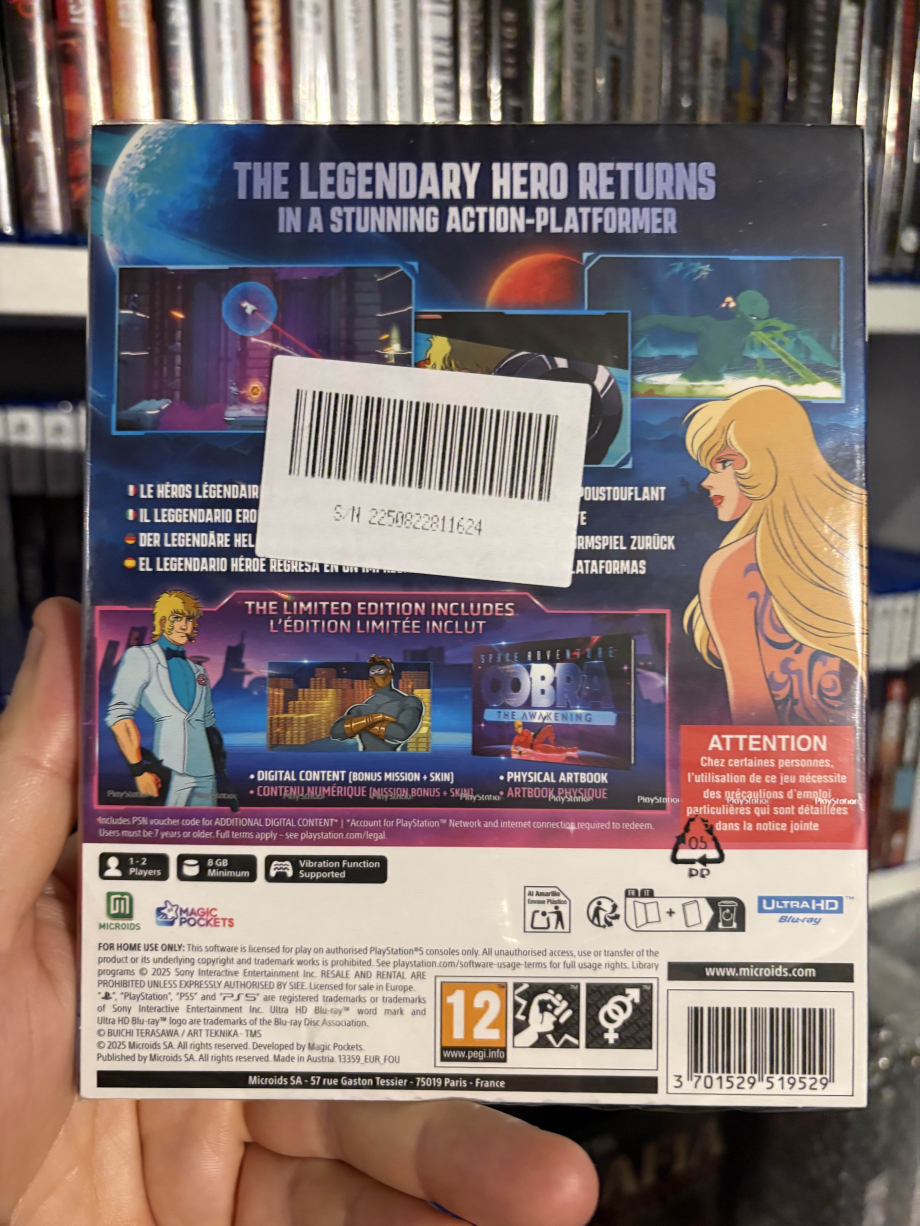 THE LEGENDARY HERO RETURNS
IN A STUNNING ACTION-PLATFORMER
S/N 2250822811624
LE HÉROS LÉGENDAIR
POUSTOUFLANT
IL LEGGENDARIO ERO
TE
DER LEGENDÄRE HEL
RMSPIEL ZURÜCK
EL LEGENDARIO HÉROE REGRESA EN UN
LATAFORMAS
THE LIMITED EDITION INCLUDES
L'ÉDITION LIMITÉE INCLUT
SPACE ADVENTURE
COBRA
THE AWAKENING
• DIGITAL CONTENT (BONUS MISSION + SKIN)
• CONTENU NUMÉRIQUE (MISSION BONUS + SKIN)
• PHYSICAL ARTBOOK
• ARTBOOK PHYSIQUE
PlayStation PlayStation PlayStation PlayStation PlayStation PlayStation PlayStation PlayStation
ATTENTION
Chez certaines personnes,
l'utilisation de ce jeu nécessite
des précautions d'emploi
particulières qui sont détaillées
dans la notice jointe
*Includes PSN voucher code for ADDITIONAL DIGITAL CONTENT* | *Account for PlayStation™ Network and internet connection required to redeem.
Users must be 7 years or older. Full terms apply – see playstation.com/legal.
05
PP
1 - 2
Players
8 GB
Minimum
Vibration Function
Supported
MICROIDS
MAGIC
POCKETS
Al Amarillo
Envase Plástico
FR IT
ULTRA HD™
Blu-ray™
FOR HOME USE ONLY: This software is licensed for play on authorised PlayStation®5 consoles only. All unauthorised access, use or transfer of the
product or its underlying copyright and trademark works is prohibited. See playstation.com/software-usage-terms for full usage rights. Library
programs © 2025 Sony Interactive Entertainment Inc. RESALE AND RENTAL ARE
PROHIBITED UNLESS EXPRESSLY AUTHORISED BY SIEE. Licensed for sale in Europe.
"PlayStation", "PS5" and "PS5" are registered trademarks or trademarks
of Sony Interactive Entertainment Inc. Ultra HD Blu-ray™ word mark and
Ultra HD Blu-ray™ logo are trademarks of the Blu-ray Disc Association.
© BUICHI TERASAWA / ART TEKNIKA - TMS
© 2025 Microids SA. All rights reserved. Developed by Magic Pockets.
Published by Microids SA. All rights reserved. Made in Austria. 13359_EUR_FOU
12
www.pegi.info
www.microids.com
3 701529 519529
Microids SA - 57 rue Gaston Tessier - 75019 Paris - France